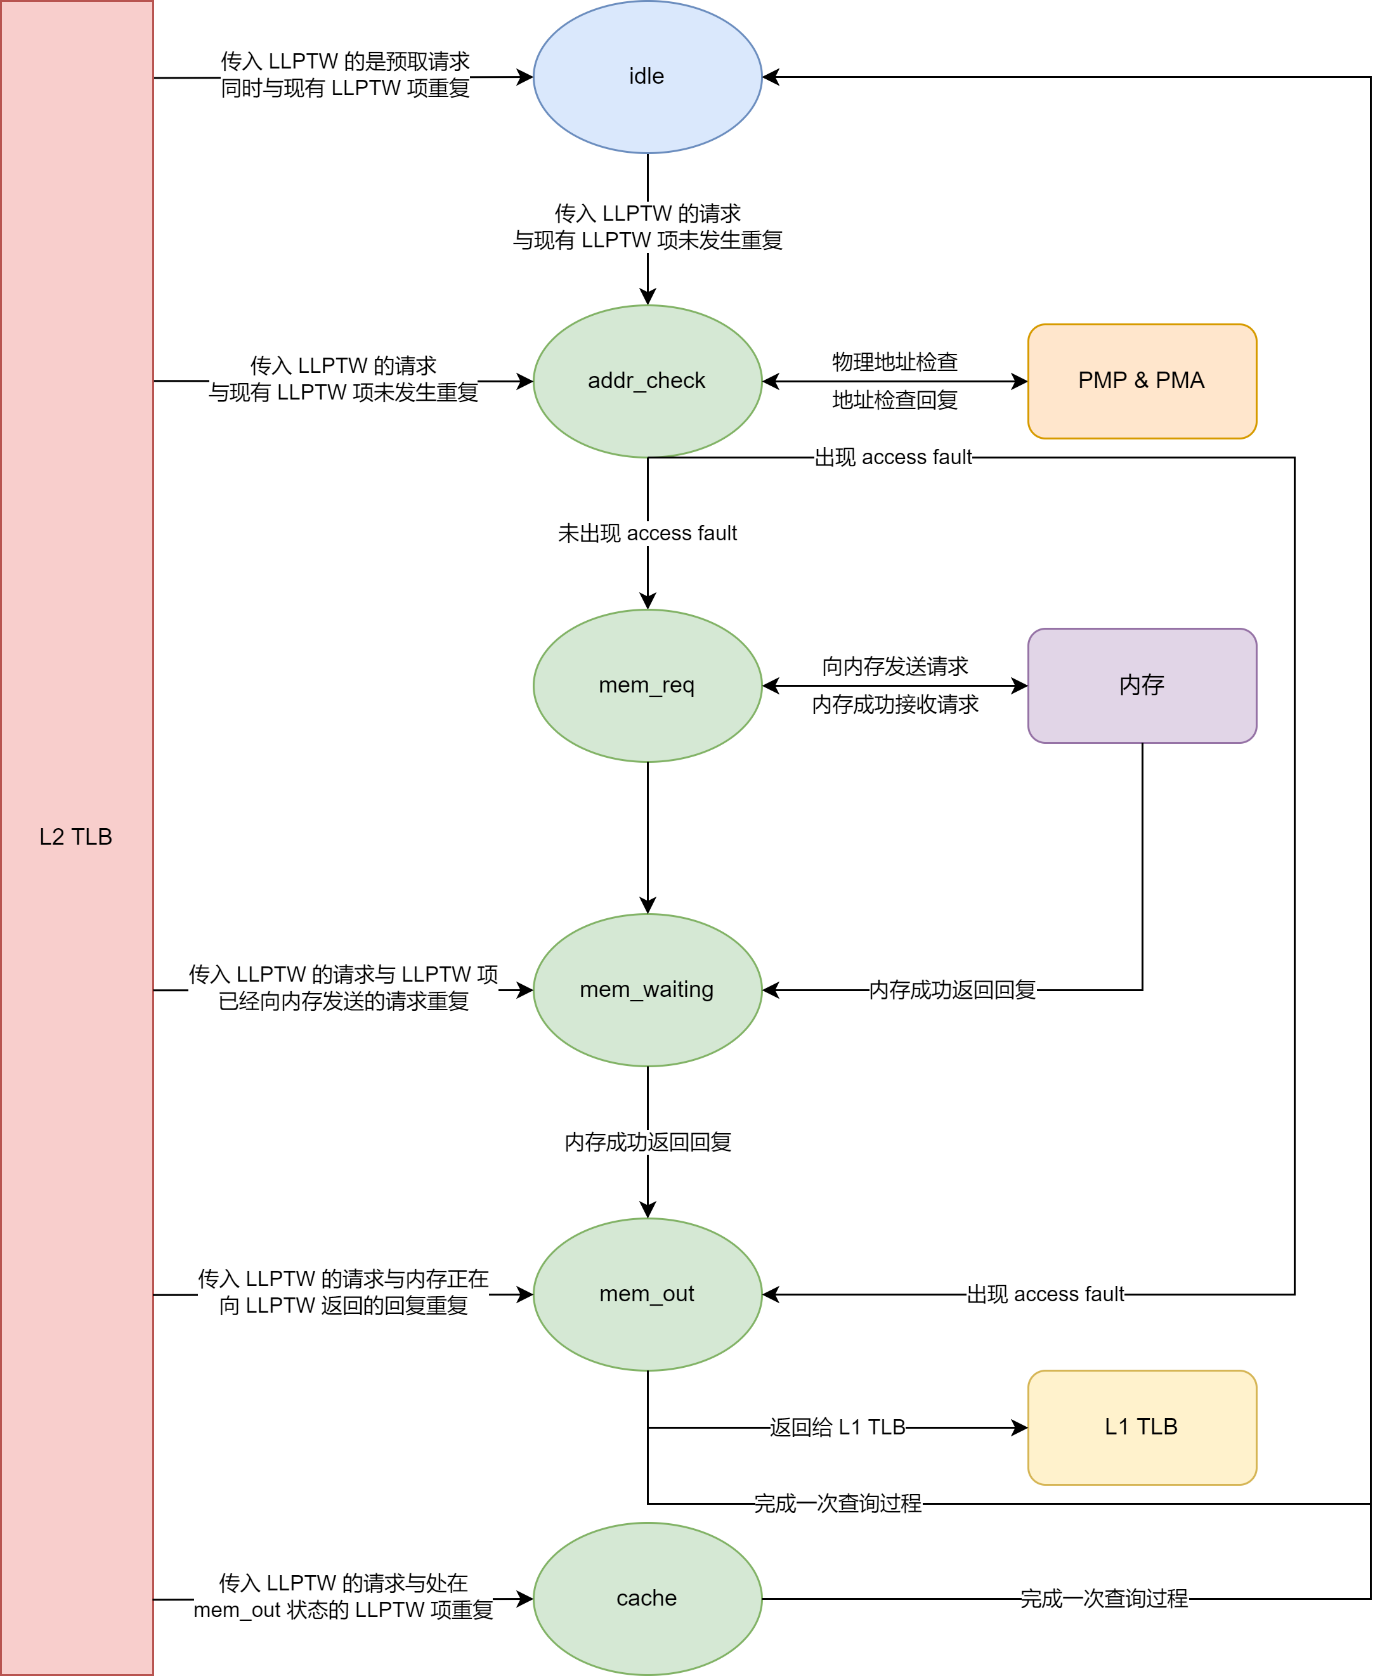 传入 LLPTW 的是预取请求
同时与现有 LLPTW 项重复
idle
传入 LLPTW 的请求
与现有 LLPTW 项未发生重复
传入 LLPTW 的请求
与现有 LLPTW 项未发生重复
addr_check
物理地址检查
地址检查回复
PMP & PMA
出现 access fault
未出现 access fault
mem_req
向内存发送请求
内存成功接收请求
内存
L2 TLB
传入 LLPTW 的请求与 LLPTW 项
已经向内存发送的请求重复
mem_waiting
内存成功返回回复
内存成功返回回复
传入 LLPTW 的请求与内存正在
向 LLPTW 返回的回复重复
mem_out
出现 access fault
返回给 L1 TLB
L1 TLB
完成一次查询过程
传入 LLPTW 的请求与处在
mem_out 状态的 LLPTW 项重复
cache
完成一次查询过程